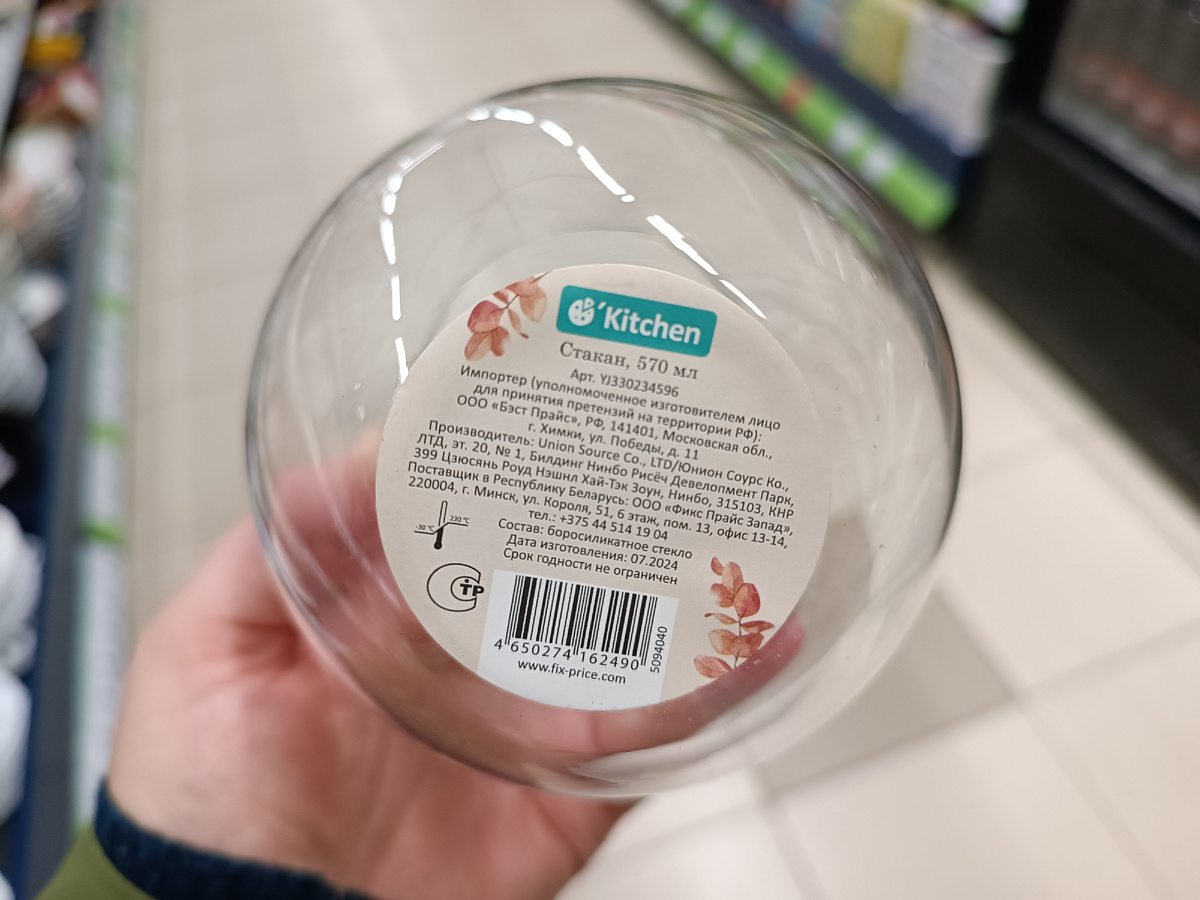 ´Kitchen
Стакан, 570 мл
Арт. YJ330234596
Импортер (уполномоченное изготовителем лицо
для принятия претензий на территории РФ):
ООО «Бэст Прайс», РФ, 141401, Московская обл.,
г. Химки, ул. Победы, д. 11
Производитель: Union Source Co., LTD/Юнион Соурс Ко.,
ЛТД, эт. 20, № 1, Билдинг Нинбо Рисёч Девелопмент Парк,
399 Цзюсянь Роуд Нэшнл Хай-Тэк Зоун, Нинбо, 315103, КНР
Поставщик в Республику Беларусь: ООО «Фикс Прайс Запад»,
220004, г. Минск, ул. Короля, 51, 6 этаж, пом. 13, офис 13-14,
тел.: +375 44 514 19 04
-30 °C
230 °C
Состав: боросиликатное стекло
Дата изготовления: 07.2024
Срок годности не ограничен
СТР
4 650274 162490
5094040
www.fix-price.com